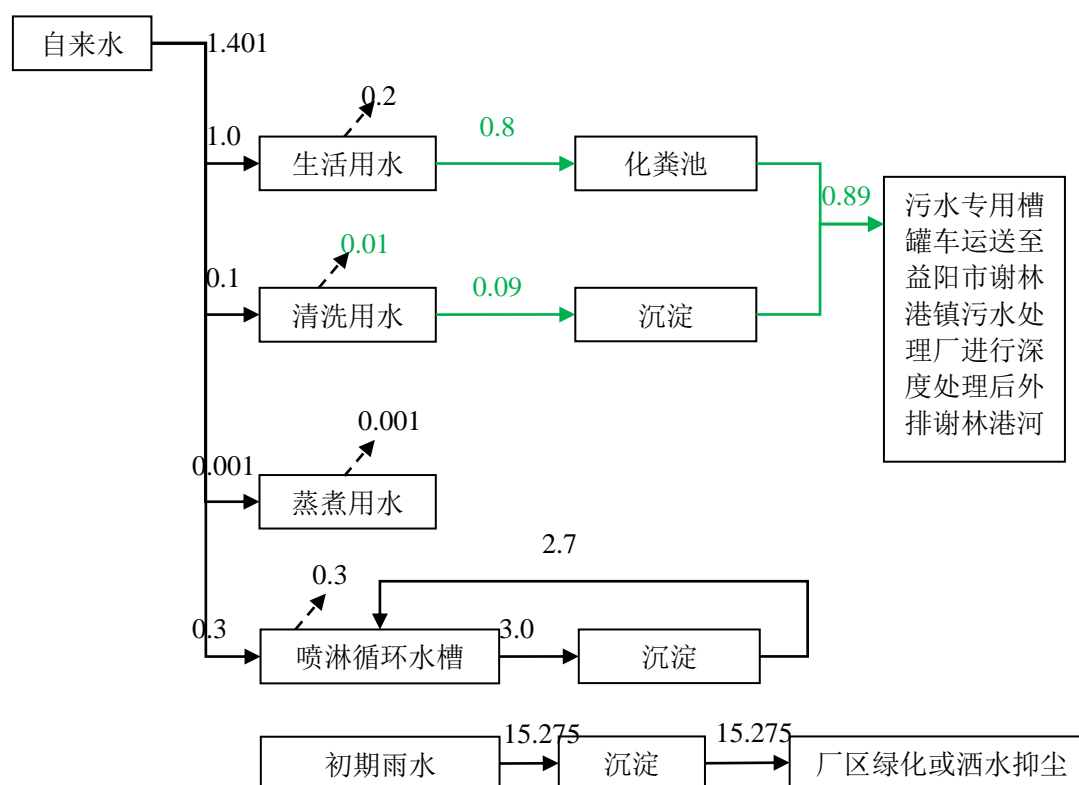 自来水
1.401
0.2
1.0
生活用水
0.8
化粪池
0.89
污水专用槽
罐车运送至
益阳市谢林
港镇污水处
理厂进行深
度处理后外
排谢林港河
0.01
0.1
清洗用水
0.09
沉淀
0.001
0.001
蒸煮用水
2.7
0.3
0.3
喷淋循环水槽
3.0
沉淀
初期雨水
15.275
沉淀
15.275
厂区绿化或洒水抑尘